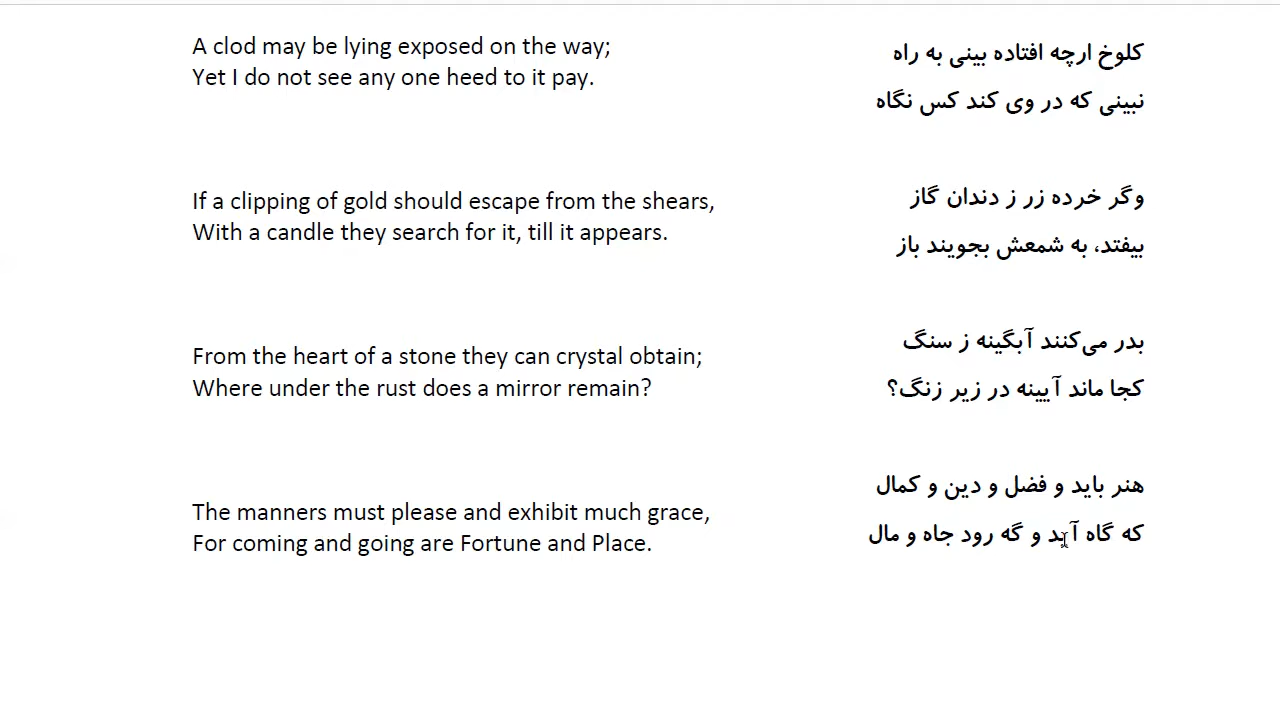 A clod may be lying exposed on the way;
Yet I do not see any one heed to it pay.
کلوخ ارچه افتاده بینی به راه
نبینی که در وی کند کس نگاه
If a clipping of gold should escape from the shears,
With a candle they search for it, till it appears.
وگر خرده زر ز دندان گاز
بیفتد، به شمعش بجویند باز
From the heart of a stone they can crystal obtain;
Where under the rust does a mirror remain?
بدر می‌کنند آبگینه ز سنگ
کجا ماند آیینه در زیر زنگ؟
The manners must please and exhibit much grace,
For coming and going are Fortune and Place.
هنر باید و فضل و دین و کمال
که گاه آید و گه رود جاه و مال